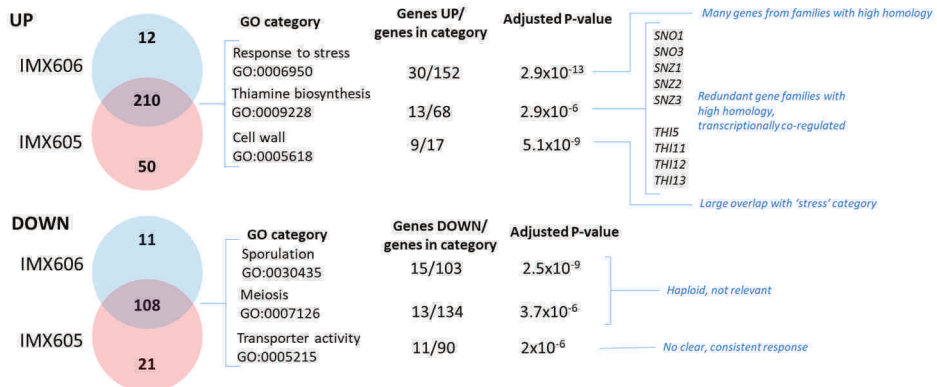 UP
12
IMX606
210
IMX605
50
GO category
Genes UP/
genes in category
Adjusted P-value
Response to stress
GO:0006950
30/152
2.9x10⁻¹³
Thiamine biosynthesis
GO:0009228
13/68
2.9x10⁻⁶
Cell wall
GO:0005618
9/17
5.1x10⁻⁹
Many genes from families with high homology
SNO1
SNO3
SNZ1
SNZ2
SNZ3
THI5
THI11
THI12
THI13
Redundant gene families with
high homology,
transcriptionally co-regulated
Large overlap with 'stress' category
DOWN
11
IMX606
108
IMX605
21
GO category
Genes DOWN/
genes in category
Adjusted P-value
Sporulation
GO:0030435
15/103
2.5x10⁻⁹
Meiosis
GO:0007126
13/134
3.7x10⁻⁶
Transporter activity
GO:0005215
11/90
2x10⁻⁶
Haploid, not relevant
No clear, consistent response